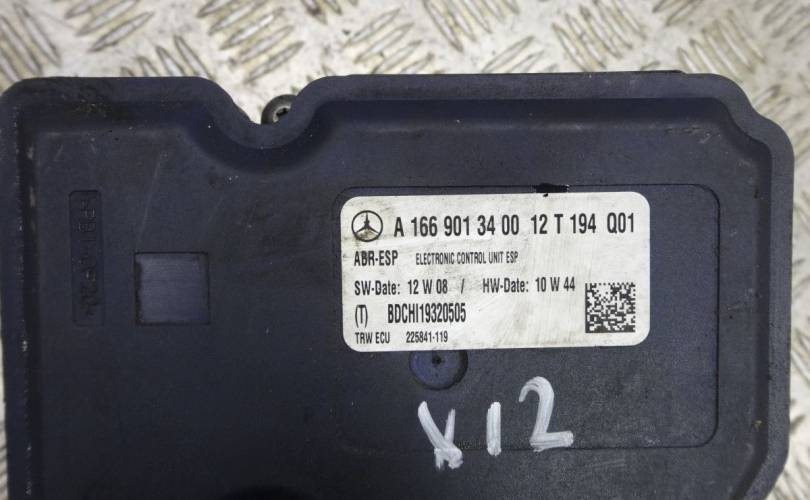 A 166 901 34 00 12 T 194 Q01
ABR-ESP ELECTRONIC CONTROL UNIT ESP
SW-Date: 12 W 08 / HW-Date: 10 W 44
(T) BDCHI19320505
TRW ECU 225841-119
X12